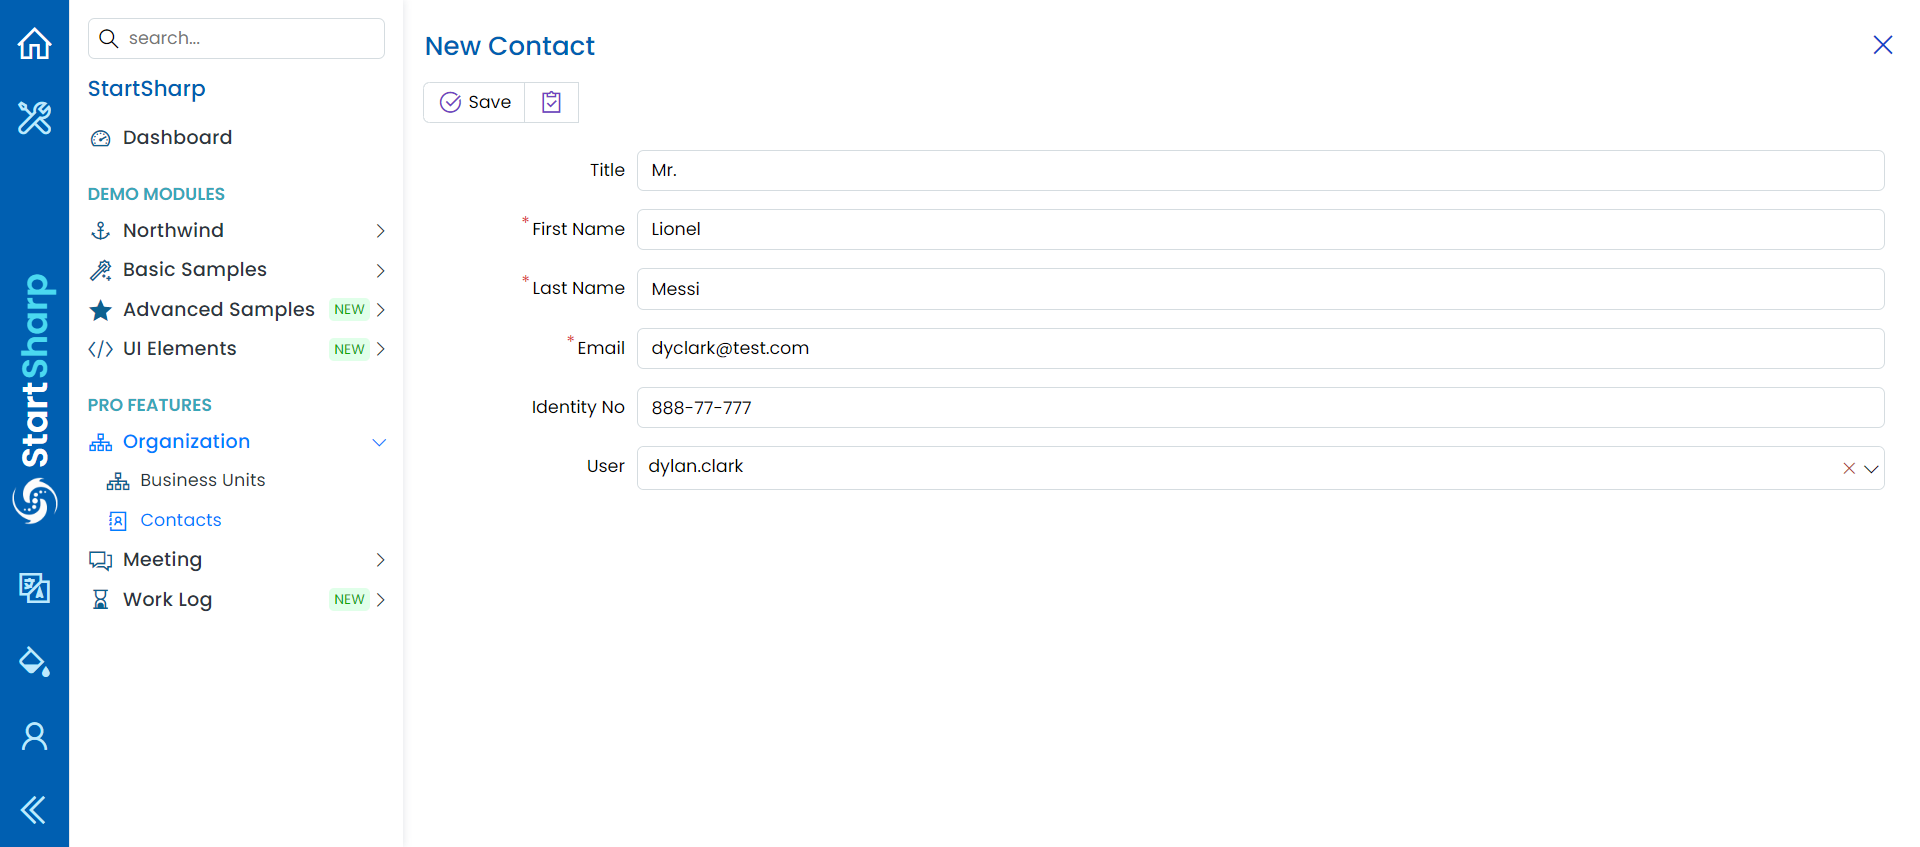 search...
StartSharp
Dashboard
DEMO MODULES
Northwind
Basic Samples
Advanced Samples NEW
UI Elements NEW
PRO FEATURES
Organization
Business Units
Contacts
Meeting
Work Log NEW
StartSharp
New Contact
Save
Title Mr.
*First Name Lionel
*Last Name Messi
*Email dyclark@test.com
Identity No 888-77-777
User dylan.clark